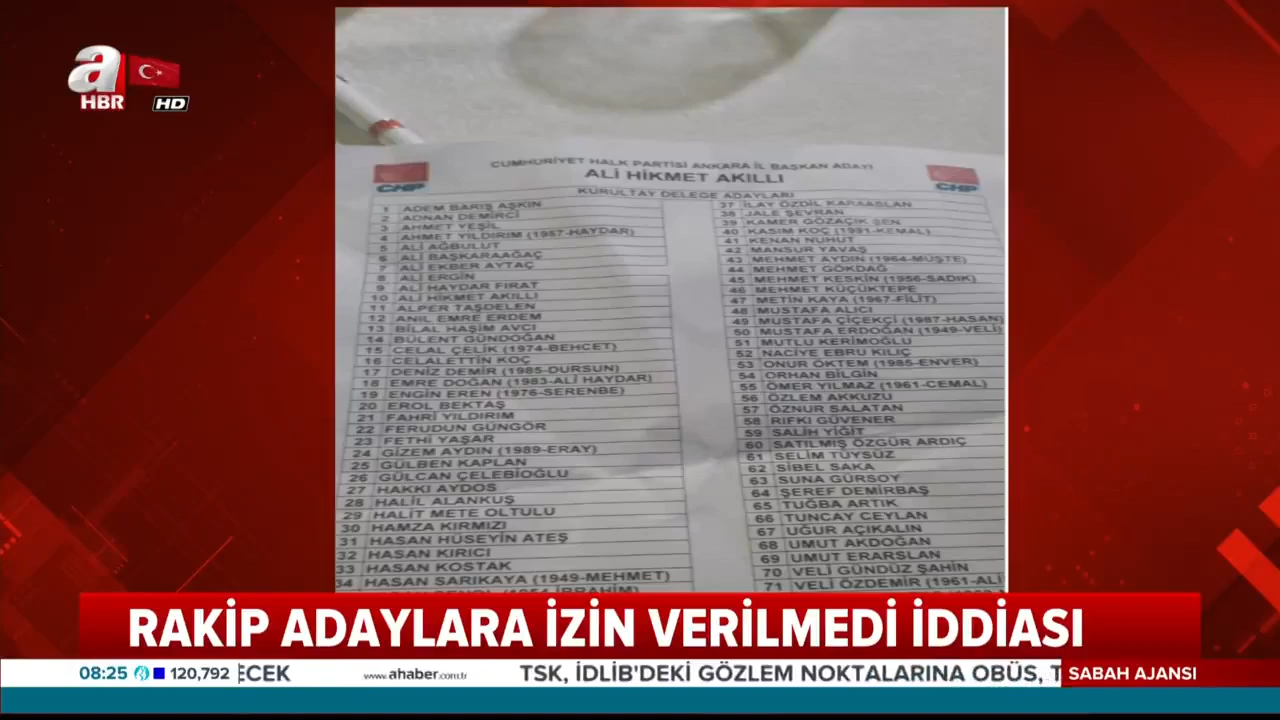 a
HBR
HD
CUMHURİYET HALK PARTİSİ ANKARA İL BAŞKAN ADAYI
ALİ HİKMET AKILLI
CHP
CHP
KURULTAY DELEGE ADAYLARI
1 ADEM BARIŞ AŞKIN
2 ADNAN DEMİRCİ
3 AHMET YEŞİL
4 AHMET YILDIRIM (1957-HAYDAR)
5 ALİ AĞBULUT
6 ALİ BAŞKARAAĞAÇ
7 ALİ EKBER AYTAÇ
8 ALİ ERGİN
9 ALİ HAYDAR FIRAT
10 ALİ HİKMET AKILLI
11 ALPER TAŞDELEN
12 ANIL EMRE ERDEM
13 BİLAL HAŞİM AVCI
14 BÜLENT GÜNDOĞAN
15 CELAL ÇELİK (1974-BEHCET)
16 CELALETTİN KOÇ
17 DENİZ DEMİR (1985-DURSUN)
18 EMRE DOĞAN (1983-ALİ HAYDAR)
19 ENGİN EREN (1976-SERENBE)
20 EROL BEKTAŞ
21 FAHRİ YILDIRIM
22 FERUDUN GÜNGÖR
23 FETHİ YAŞAR
24 GİZEM AYDIN (1989-ERAY)
25 GÜLBEN KAPLAN
26 GÜLCAN ÇELEBİOĞLU
27 HAKKI AYDOS
28 HALİL ALANKUŞ
29 HALİT METE OLTULU
30 HAMZA KIRMIZI
31 HASAN HÜSEYİN ATEŞ
32 HASAN KIRICI
33 HASAN KOSTAK
34 HASAN SARIKAYA (1949-MEHMET)
37 İLAY ÖZDİL KARAASLAN
38 JALE ŞEVRAN
39 KAMER GÖZAÇIK ŞEN
40 KASIM KOÇ (1991-KEMAL)
41 KENAN NUHUT
42 MANSUR YAVAŞ
43 MEHMET AYDIN (1964-MUŞTE)
44 MEHMET GÖKDAĞ
45 MEHMET KESKİN (1956-SADIK)
46 MEHMET KÜÇÜKTEPE
47 METİN KAYA (1967-FİLİT)
48 MUSTAFA ALICI
49 MUSTAFA ÇİÇEKÇİ (1987-HASAN)
50 MUSTAFA ERDOĞAN (1949-VELİ)
51 MUTLU KERİMOĞLU
52 NACİYE EBRU KILIÇ
53 ONUR ÖKTEM (1985-ENVER)
54 ORHAN BİLGİN
55 ÖMER YILMAZ (1961-CEMAL)
56 ÖZLEM AKKUZU
57 ÖZNUR SALATAN
58 RIFKI GÜVENER
59 SALİH YİĞİT
60 SATILMIŞ ÖZGÜR ARDIÇ
61 SELİM TÜYSÜZ
62 SİBEL SAKA
63 SUNA GÜRSOY
64 ŞEREF DEMİRBAŞ
65 TUĞBA ARTIK
66 TUNCAY CEYLAN
67 UĞUR AÇIKALIN
68 UMUT AKDOĞAN
69 UMUT ERARSLAN
70 VELİ GÜNDÜZ ŞAHİN
71 VELİ ÖZDEMİR (1961-ALİ
RAKİP ADAYLARA İZİN VERİLMEDİ İDDİASI
08:25 120,792 ECEK www.ahaber.com.tr TSK, İDLİB'DEKİ GÖZLEM NOKTALARINA OBÜS, T SABAH AJANSI